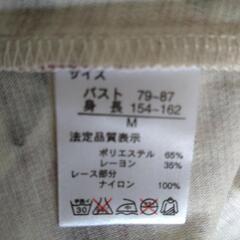 サイズ
バスト 79-87
身長 154-162
M
法定品質表示
ポリエステル 65%
レーヨン 35%
レース部分
ナイロン 100%
30